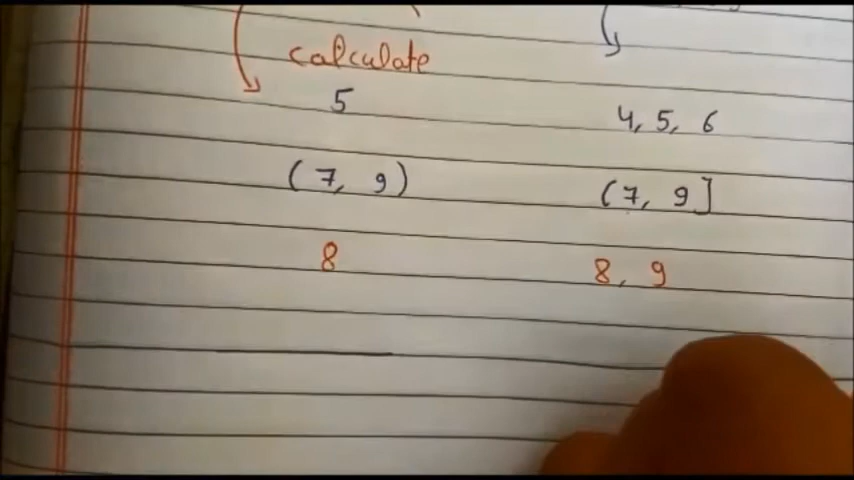 calculate
5 4, 5, 6
(7, 9) (7, 9]
8 8, 9